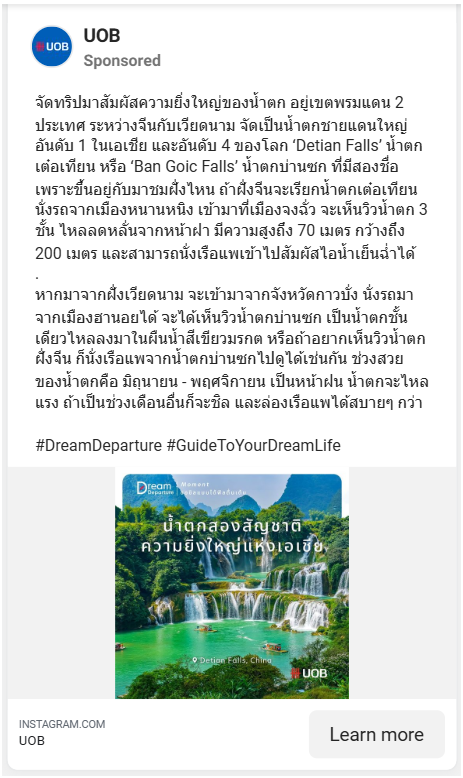 UOB
UOB
Sponsored
จัดทริปมาสัมผัสความยิ่งใหญ่ของน้ำตก อยู่เขตพรมแดน 2
ประเทศ ระหว่างจีนกับเวียดนาม จัดเป็นน้ำตกชายแดนใหญ่
อันดับ 1 ในเอเชีย และอันดับ 4 ของโลก ‘Detian Falls’ น้ำตก
เต๋อเทียน หรือ ‘Ban Goic Falls’ น้ำตกบ่านซก ที่มีสองชื่อ
เพราะขึ้นอยู่กับมาชมฝั่งไหน ถ้าฝั่งจีนจะเรียกน้ำตกเต๋อเทียน
นั่งรถจากเมืองหนานหนิง เข้ามาที่เมืองจงฉั่ว จะเห็นวิวน้ำตก 3
ชั้น ไหลลดหลั่นจากหน้าผา มีความสูงถึง 70 เมตร กว้างถึง
200 เมตร และสามารถนั่งเรือแพเข้าไปสัมผัสไอน้ำเย็นฉ่ำได้
.
หากมาจากฝั่งเวียดนาม จะเข้ามาจากจังหวัดกาวบั่ง นั่งรถมา
จากเมืองฮานอยได้ จะได้เห็นวิวน้ำตกบ่านซก เป็นน้ำตกชั้น
เดียวไหลลงมาในผืนน้ำสีเขียวมรกต หรือถ้าอยากเห็นวิวน้ำตก
ฝั่งจีน ก็นั่งเรือแพจากน้ำตกบ่านซกไปดูได้เช่นกัน ช่วงสวย
ของน้ำตกคือ มิถุนายน - พฤศจิกายน เป็นหน้าฝน น้ำตกจะไหล
แรง ถ้าเป็นช่วงเดือนอื่นก็จะชิล และล่องเรือแพได้สบายๆ กว่า
#DreamDeparture #GuideToYourDreamLife
Dream Departure Moment
น้ำตกสองสัญชาติ
ความยิ่งใหญ่แห่งเอเชีย
Detian Falls, China
UOB
INSTAGRAM.COM
UOB
Learn more